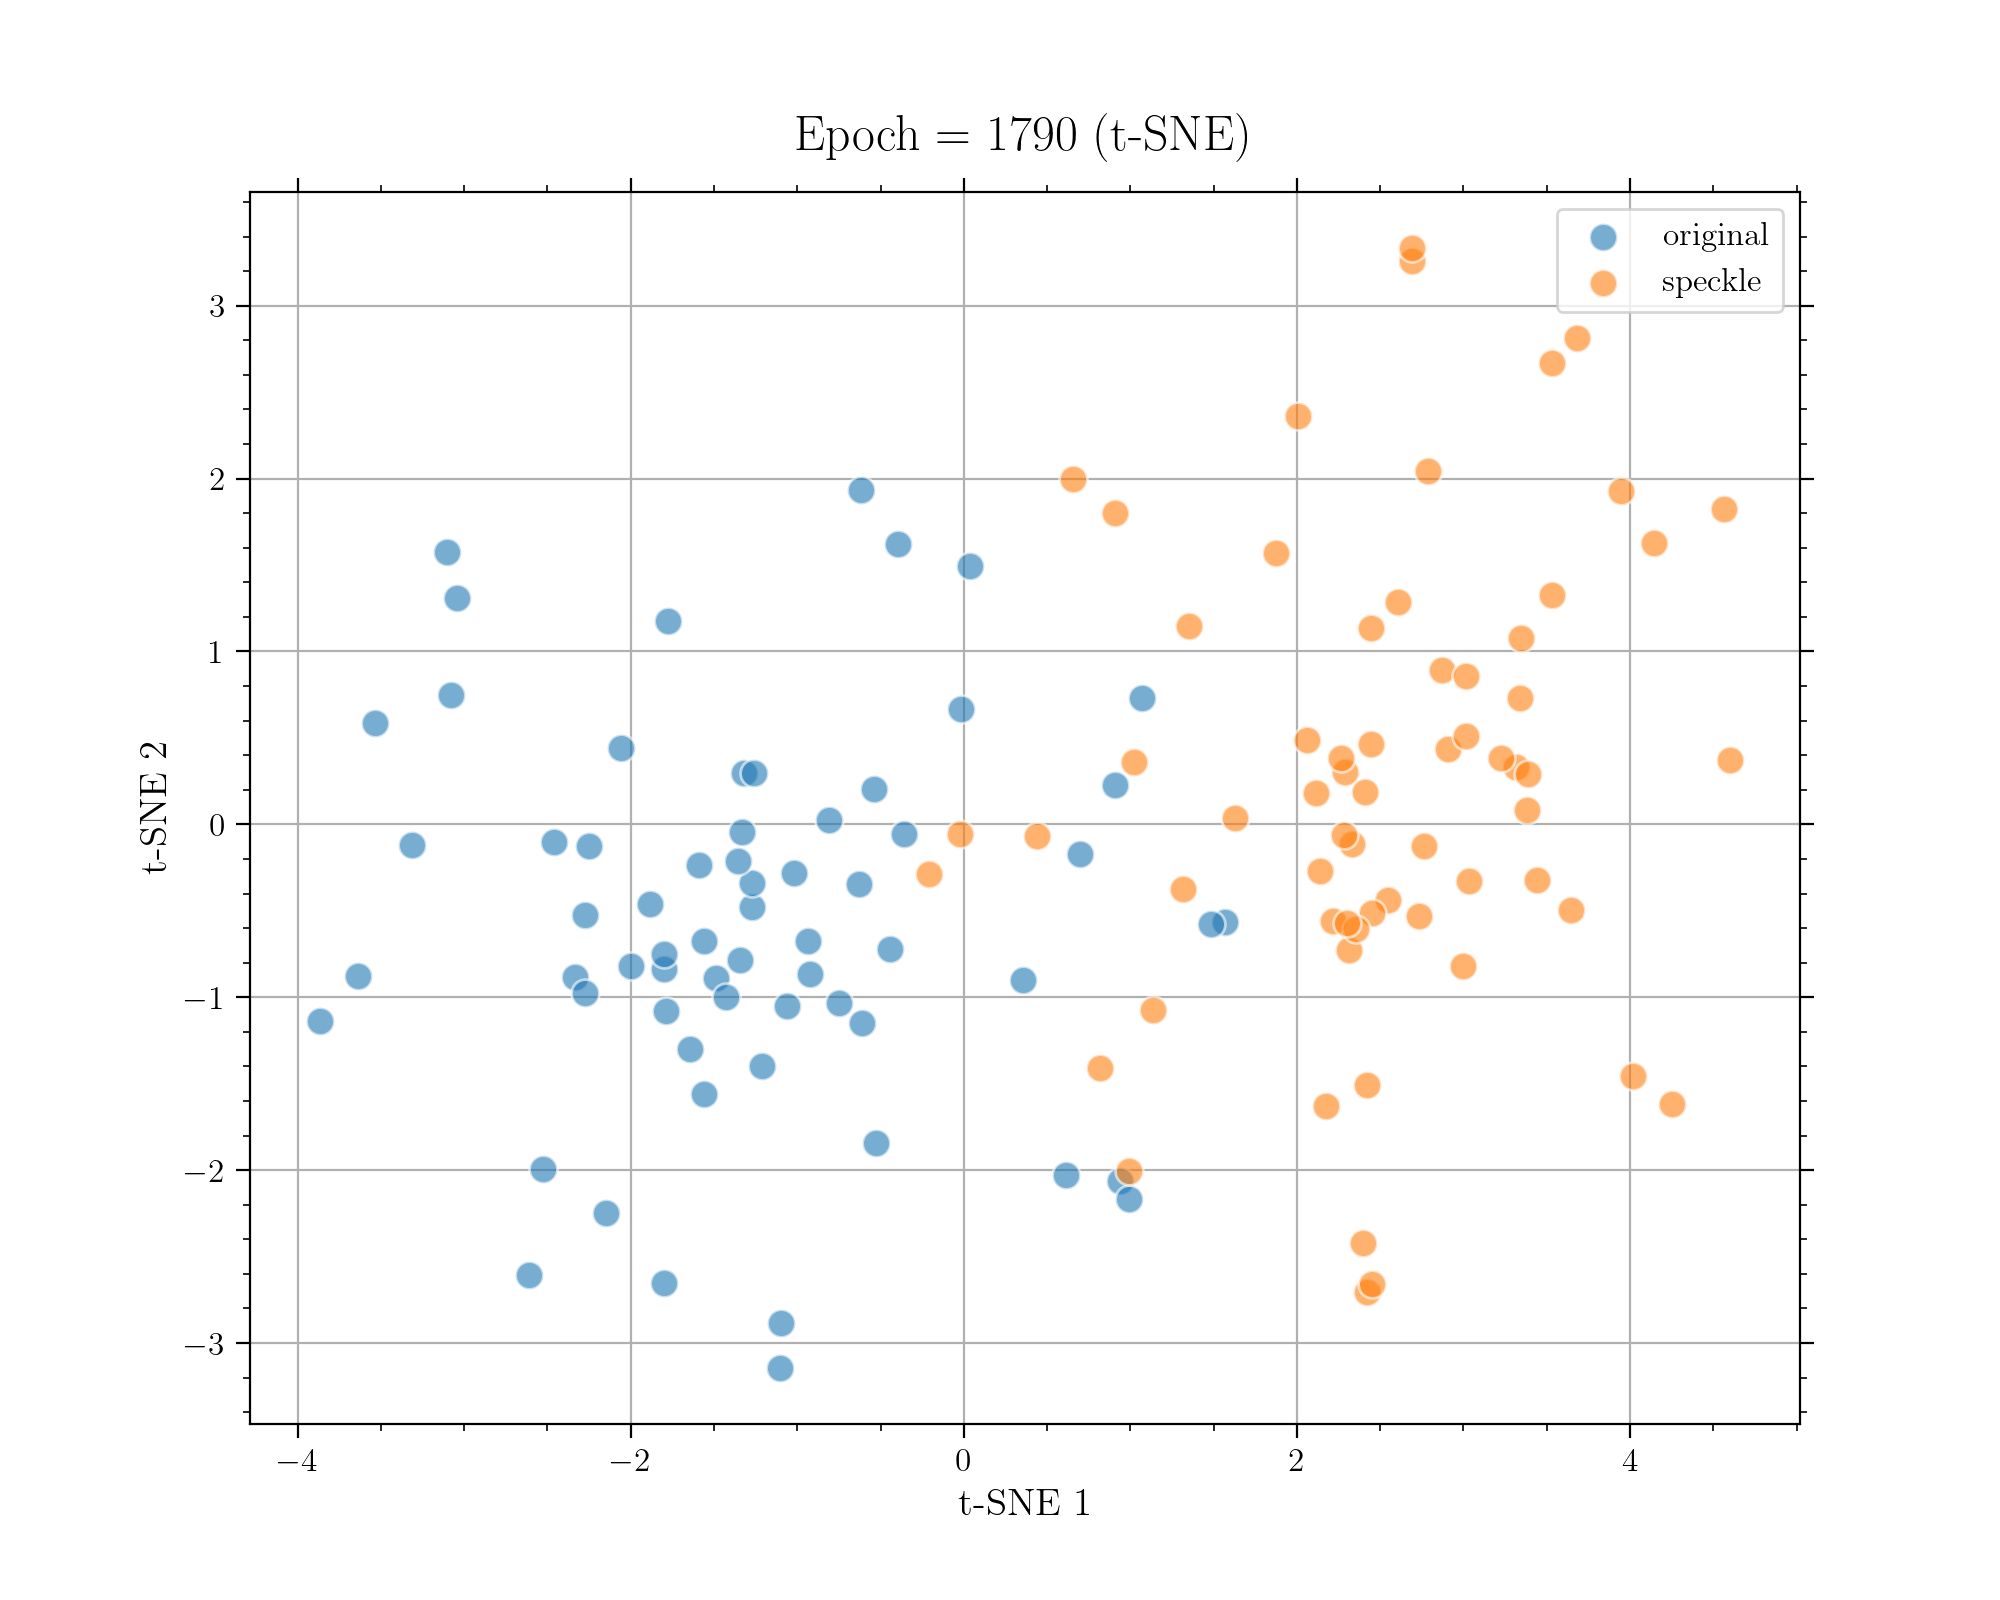 Epoch = 1790 (t-SNE)
original
speckle
3
2
1
0
−1
−2
−3
t-SNE 2
−4
−2
0
2
4
t-SNE 1